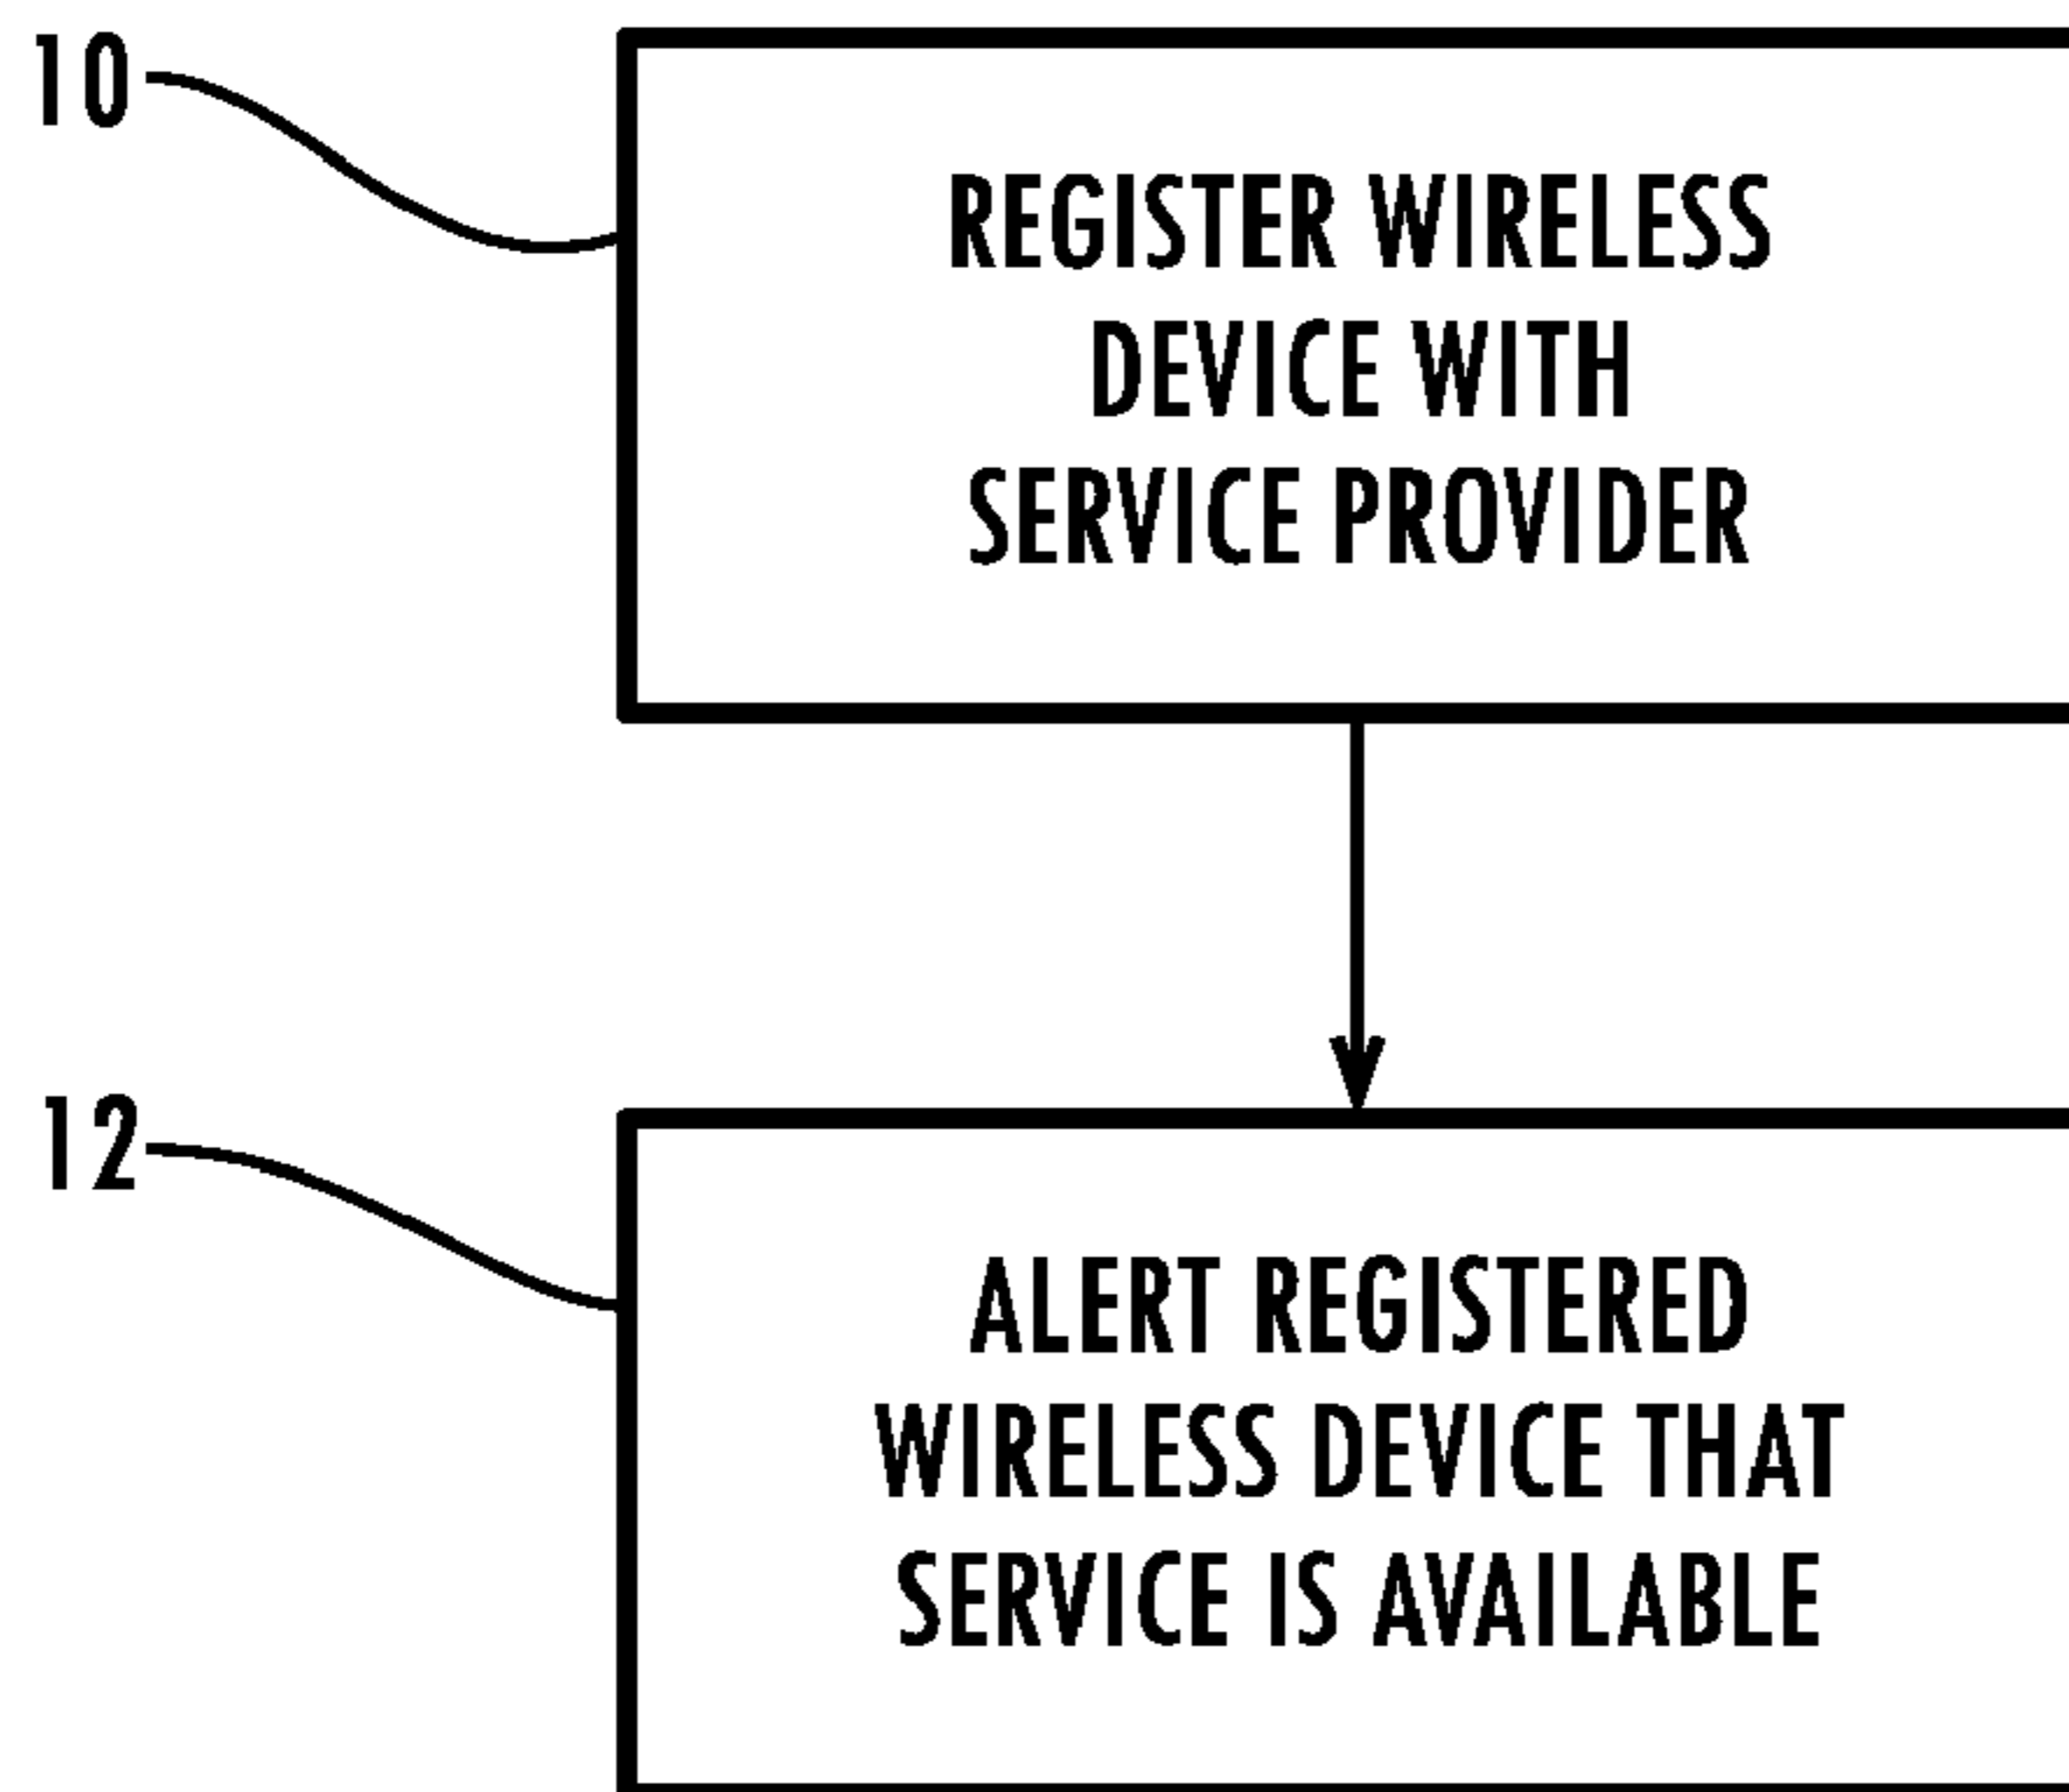 10
REGISTER WIRELESS
DEVICE WITH
SERVICE PROVIDER
12
ALERT REGISTERED
WIRELESS DEVICE THAT
SERVICE IS AVAILABLE